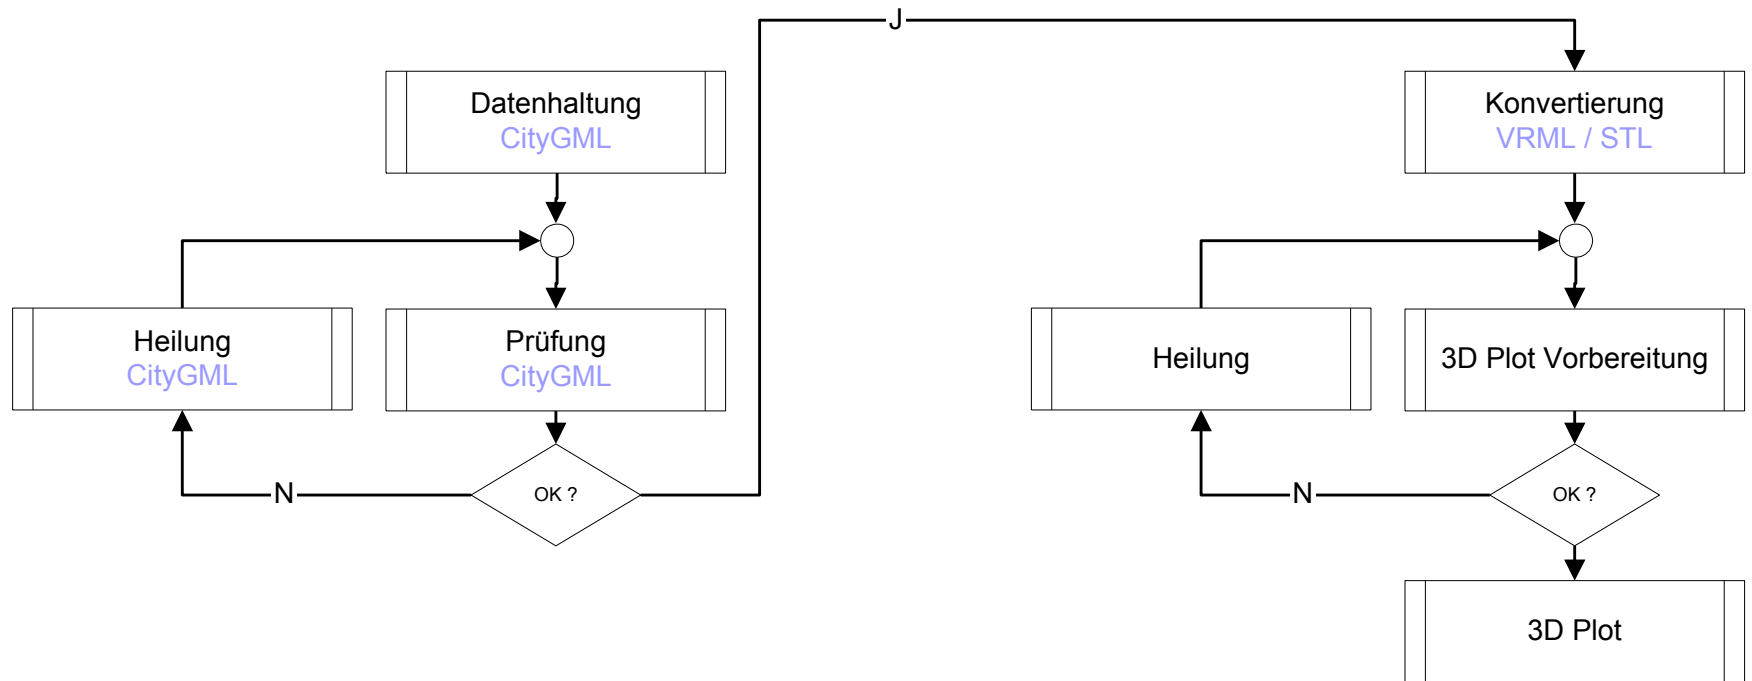 J
Datenhaltung
CityGML
Konvertierung
VRML / STL
Heilung
CityGML
Prüfung
CityGML
Heilung
3D Plot Vorbereitung
N
OK ?
N
OK ?
3D Plot